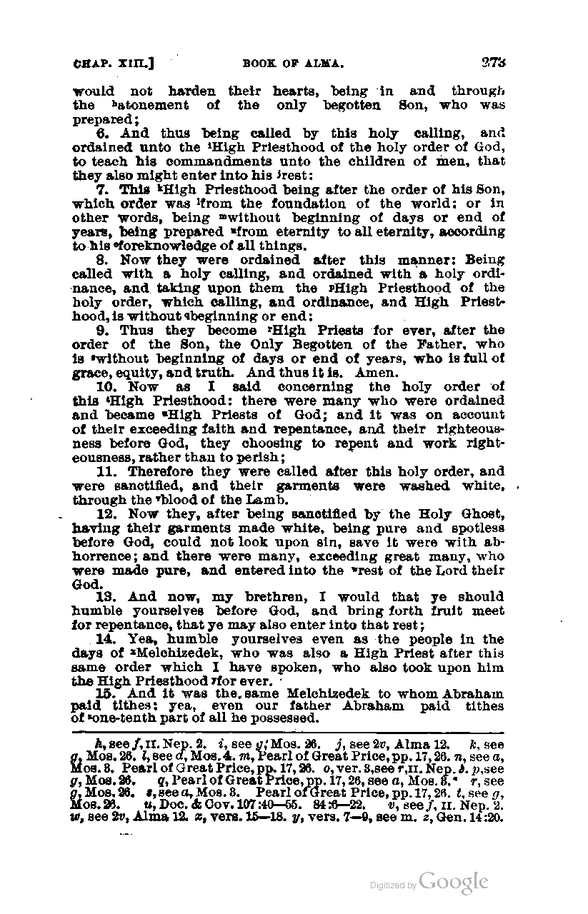 CHAP. XIII.] BOOK OF ALMA. 273
would not harden their hearts, being in and through
the ʰatonement of the only begotten Son, who was
prepared;
6. And thus being called by this holy calling, and
ordained unto the ⁱHigh Priesthood of the holy order of God,
to teach his commandments unto the children of men, that
they also might enter into his ʲrest:
7. This ᵏHigh Priesthood being after the order of his Son,
which order was ˡfrom the foundation of the world; or in
other words, being ᵐwithout beginning of days or end of
years, being prepared ⁿfrom eternity to all eternity, according
to his ᵒforeknowledge of all things.
8. Now they were ordained after this manner: Being
called with a holy calling, and ordained with a holy ordi-
nance, and taking upon them the ᵖHigh Priesthood of the
holy order, which calling, and ordinance, and High Priest-
hood, is without qbeginning or end;
9. Thus they become ʳHigh Priests for ever, after the
order of the Son, the Only Begotten of the Father, who
is ˢwithout beginning of days or end of years, who is full of
grace, equity, and truth. And thus it is. Amen.
10. Now as I said concerning the holy order of
this ᵗHigh Priesthood: there were many who were ordained
and became ᵘHigh Priests of God; and it was on account
of their exceeding faith and repentance, and their righteous-
ness before God, they choosing to repent and work right-
eousness, rather than to perish;
11. Therefore they were called after this holy order, and
were sanctified, and their garments were washed white,
through the ᵛblood of the Lamb.
12. Now they, after being sanctified by the Holy Ghost,
having their garments made white, being pure and spotless
before God, could not look upon sin, save it were with ab-
horrence; and there were many, exceeding great many, who
were made pure, and entered into the ʷrest of the Lord their
God.
13. And now, my brethren, I would that ye should
humble yourselves before God, and bring forth fruit meet
for repentance, that ye may also enter into that rest;
14. Yea, humble yourselves even as the people in the
days of ˣMelchizedek, who was also a High Priest after this
same order which I have spoken, who also took upon him
the High Priesthood ʸfor ever.
15. And it was the same Melchizedek to whom Abraham
paid tithes: yea, even our father Abraham paid tithes
of ᶻone-tenth part of all he possessed.
h, see f, II. Nep. 2. i, see g, Mos. 26. j, see 2v, Alma 12. k, see
g, Mos. 26. l, see d, Mos. 4. m, Pearl of Great Price, pp. 17, 26. n, see a,
Mos. 3. Pearl of Great Price, pp. 17, 26. o, ver. 3, see r, II. Nep. 2. p, see
g, Mos. 26. q, Pearl of Great Price, pp. 17, 26, see a, Mos. 3. r, see
g, Mos. 26. s, see a, Mos. 3. Pearl of Great Price, pp. 17, 26. t, see g,
Mos. 26. u, Doc. & Cov. 107:40—55. 84:6—22. v, see f, II. Nep. 2.
w, see 2v, Alma 12. x, vers. 15—18. y, vers. 7—9, see m. z, Gen. 14:20.
Digitized by Google